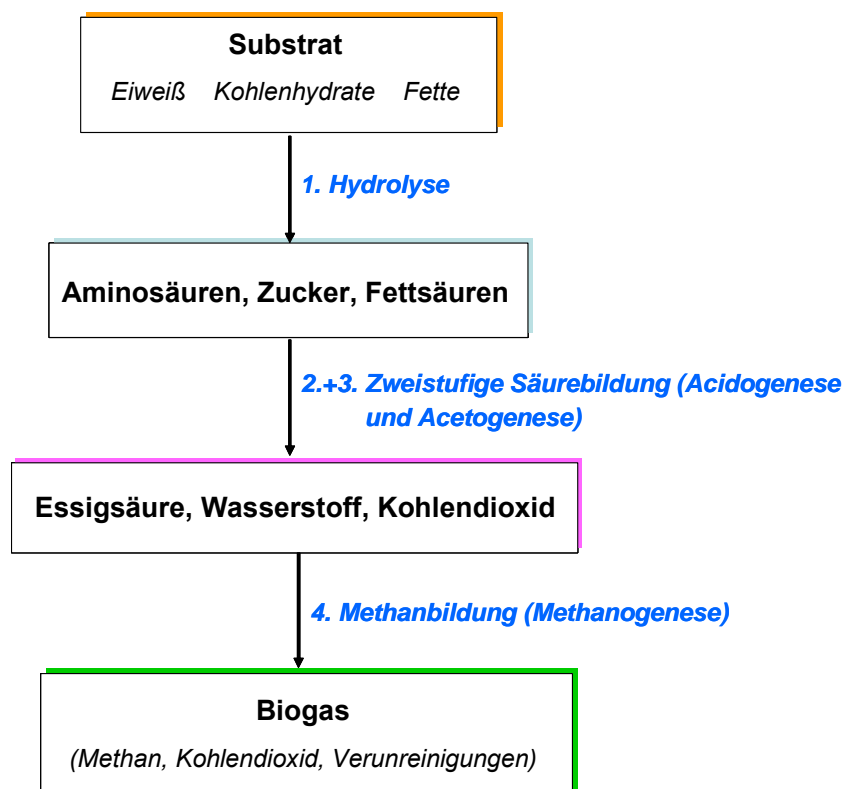 Substrat
Eiweiß Kohlenhydrate Fette
1. Hydrolyse
Aminosäuren, Zucker, Fettsäuren
2.+3. Zweistufige Säurebildung (Acidogenese
und Acetogenese)
Essigsäure, Wasserstoff, Kohlendioxid
4. Methanbildung (Methanogenese)
Biogas
(Methan, Kohlendioxid, Verunreinigungen)